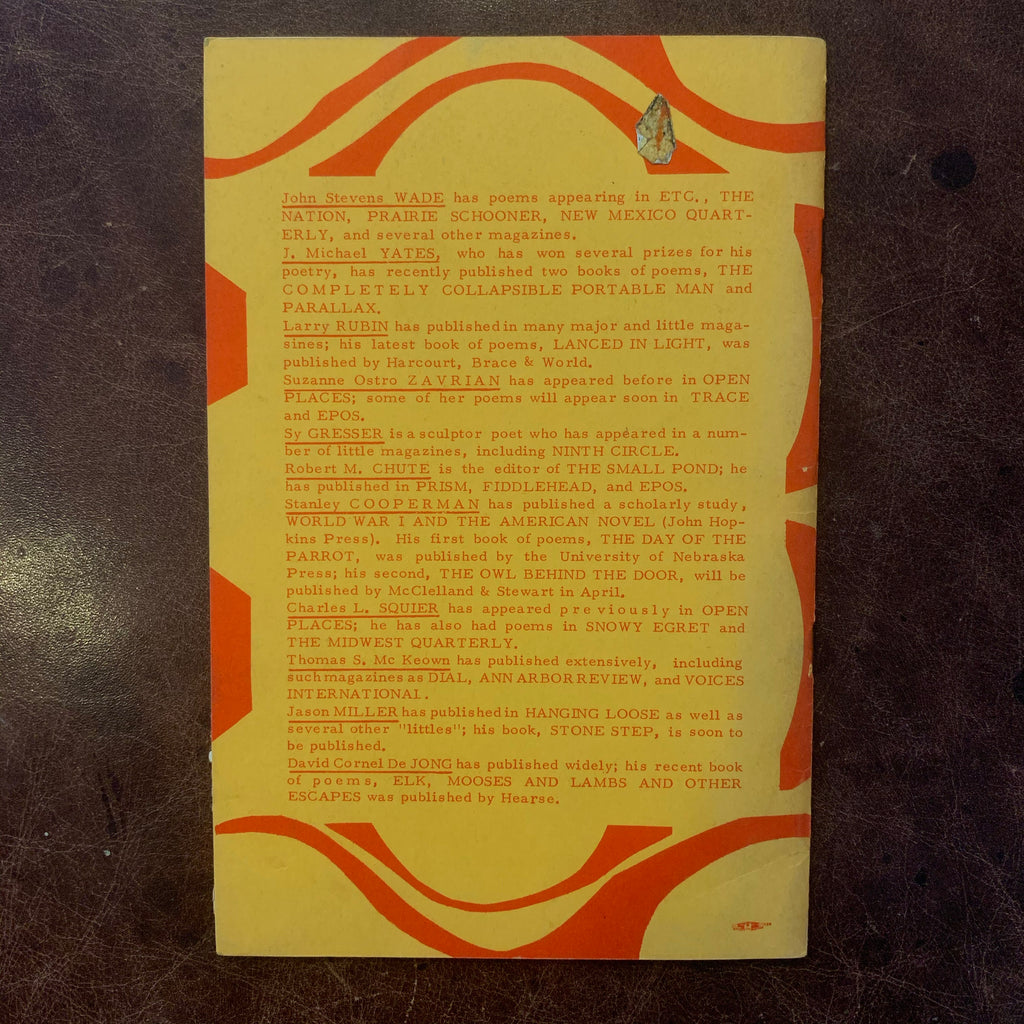 John Stevens WADE has poems appearing in ETC., THE
NATION, PRAIRIE SCHOONER, NEW MEXICO QUART-
ERLY, and several other magazines.
J. Michael YATES, who has won several prizes for his
poetry, has recently published two books of poems, THE
COMPLETELY COLLAPSIBLE PORTABLE MAN and
PARALLAX.
Larry RUBIN has published in many major and little maga-
sines; his latest book of poems, LANCED IN LIGHT, was
published by Harcourt, Brace & World.
Suzanne Ostro ZAVRIAN has appeared before in OPEN
PLACES; some of her poems will appear soon in TRACE
and EPOS.
Sy GRESSER is a sculptor poet who has appeared in a num-
ber of little magazines, including NINTH CIRCLE.
Robert M. CHUTE is the editor of THE SMALL POND; he
has published in PRISM, FIDDLEHEAD, and EPOS.
Stanley COOPERMAN has published a scholarly study,
WORLD WAR I AND THE AMERICAN NOVEL (John Hop-
kins Press). His first book of poems, THE DAY OF THE
PARROT, was published by the University of Nebraska
Press; his second, THE OWL BEHIND THE DOOR, will be
published by McClelland & Stewart in April.
Charles L. SQUIER has appeared previously in OPEN
PLACES; he has also had poems in SNOWY EGRET and
THE MIDWEST QUARTERLY.
Thomas S. Mc Keown has published extensively, including
such magazines as DIAL, ANN ARBOR REVIEW, and VOICES
INTERNATIONAL.
Jason MILLER has published in HANGING LOOSE as well as
several other "littles"; his book, STONE STEP, is soon to
be published.
David Cornel De JONG has published widely; his recent book
of poems, ELK, MOOSES AND LAMBS AND OTHER
ESCAPES was published by Hearse.